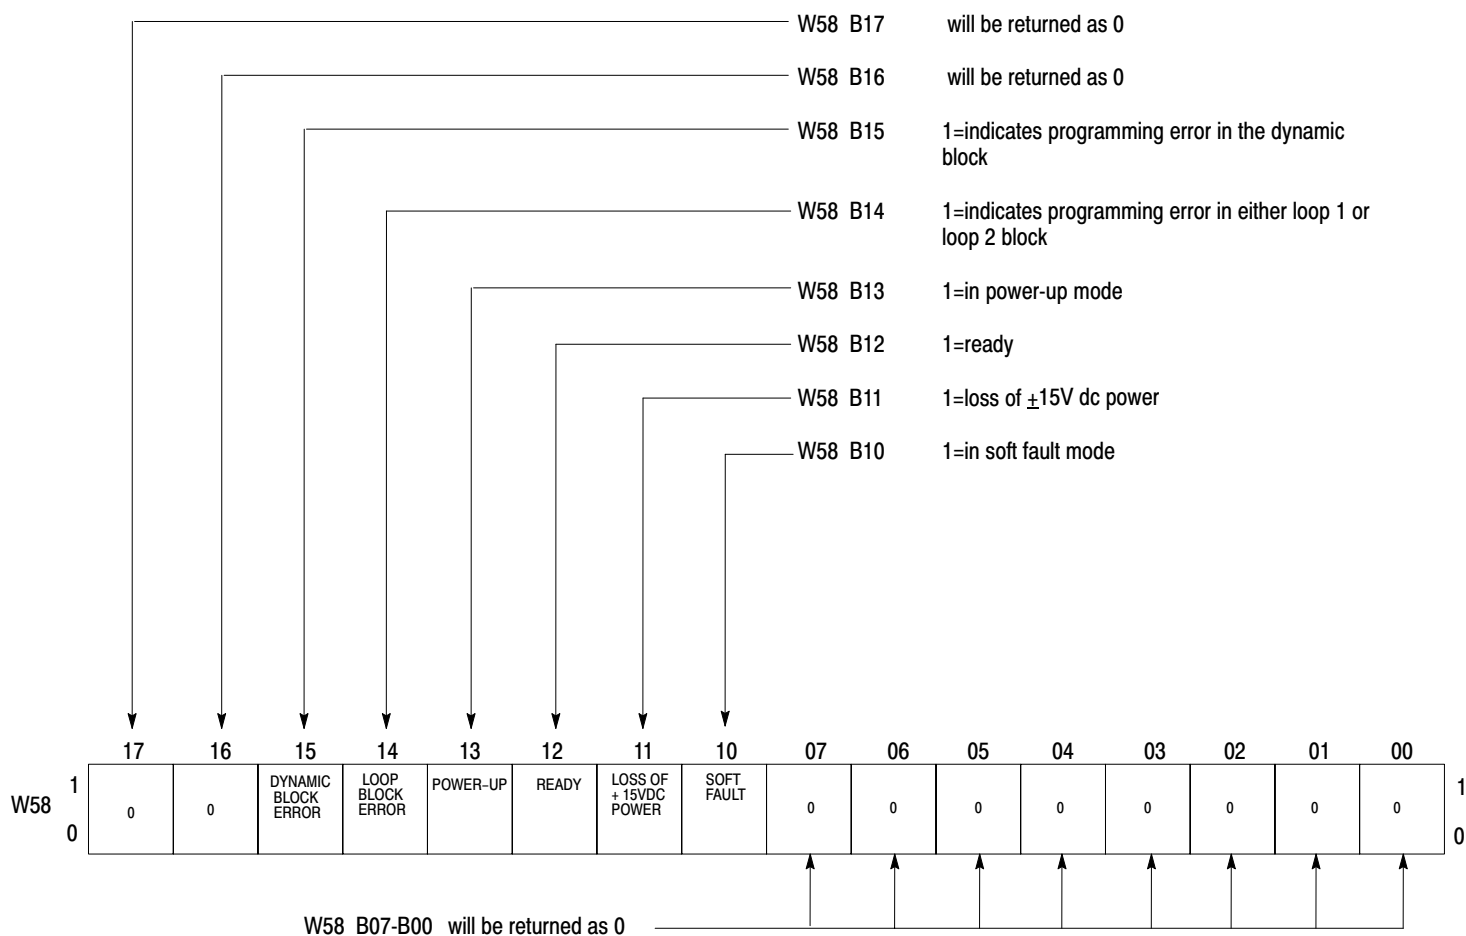 W58 B17 will be returned as 0
W58 B16 will be returned as 0
W58 B15 1=indicates programming error in the dynamic
block
W58 B14 1=indicates programming error in either loop 1 or
loop 2 block
W58 B13 1=in power-up mode
W58 B12 1=ready
W58 B11 1=loss of ±15V dc power
W58 B10 1=in soft fault mode
17 16 15 14 13 12 11 10 07 06 05 04 03 02 01 00
W58
1
0
0
0
DYNAMIC
BLOCK
ERROR
LOOP
BLOCK
ERROR
POWER-UP
READY
LOSS OF
+ 15VDC
POWER
SOFT
FAULT
0
0
0
0
0
0
0
0
1
0
W58 B07-B00 will be returned as 0